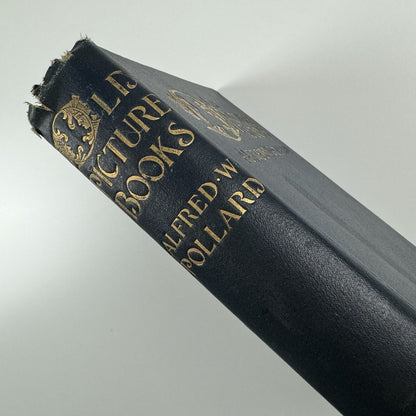 OLD
PICTURE
BOOKS
ALFRED·W
POLLARD